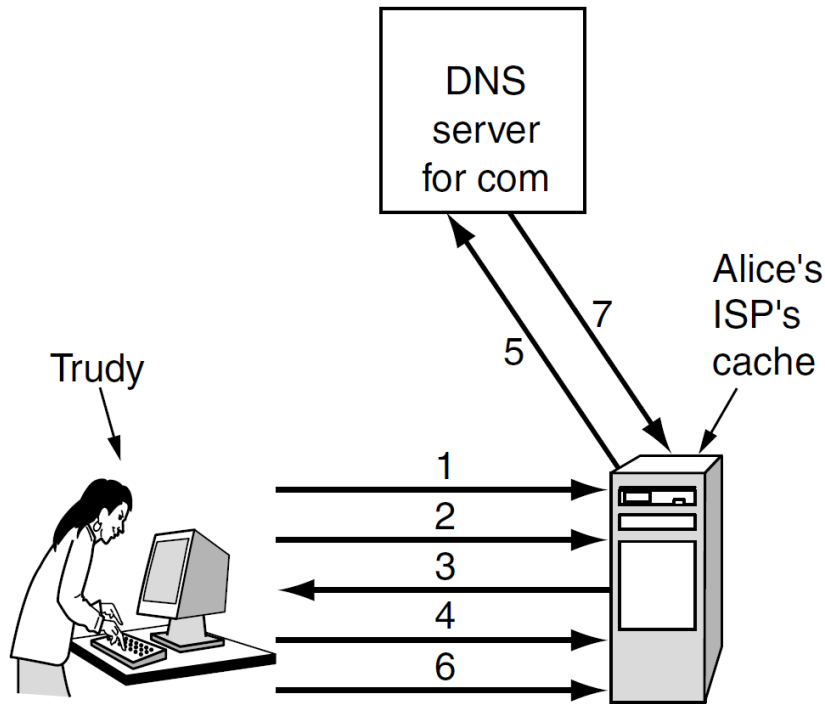 DNS
server
for com
Alice's
ISP's
cache
7
5
Trudy
1
2
3
4
6